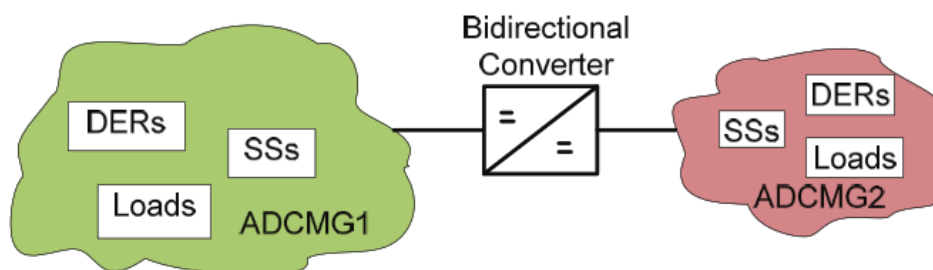 Bidirectional
Converter
DERs
SSs
Loads
ADCMG1
=
=
DERs
SSs
Loads
ADCMG2